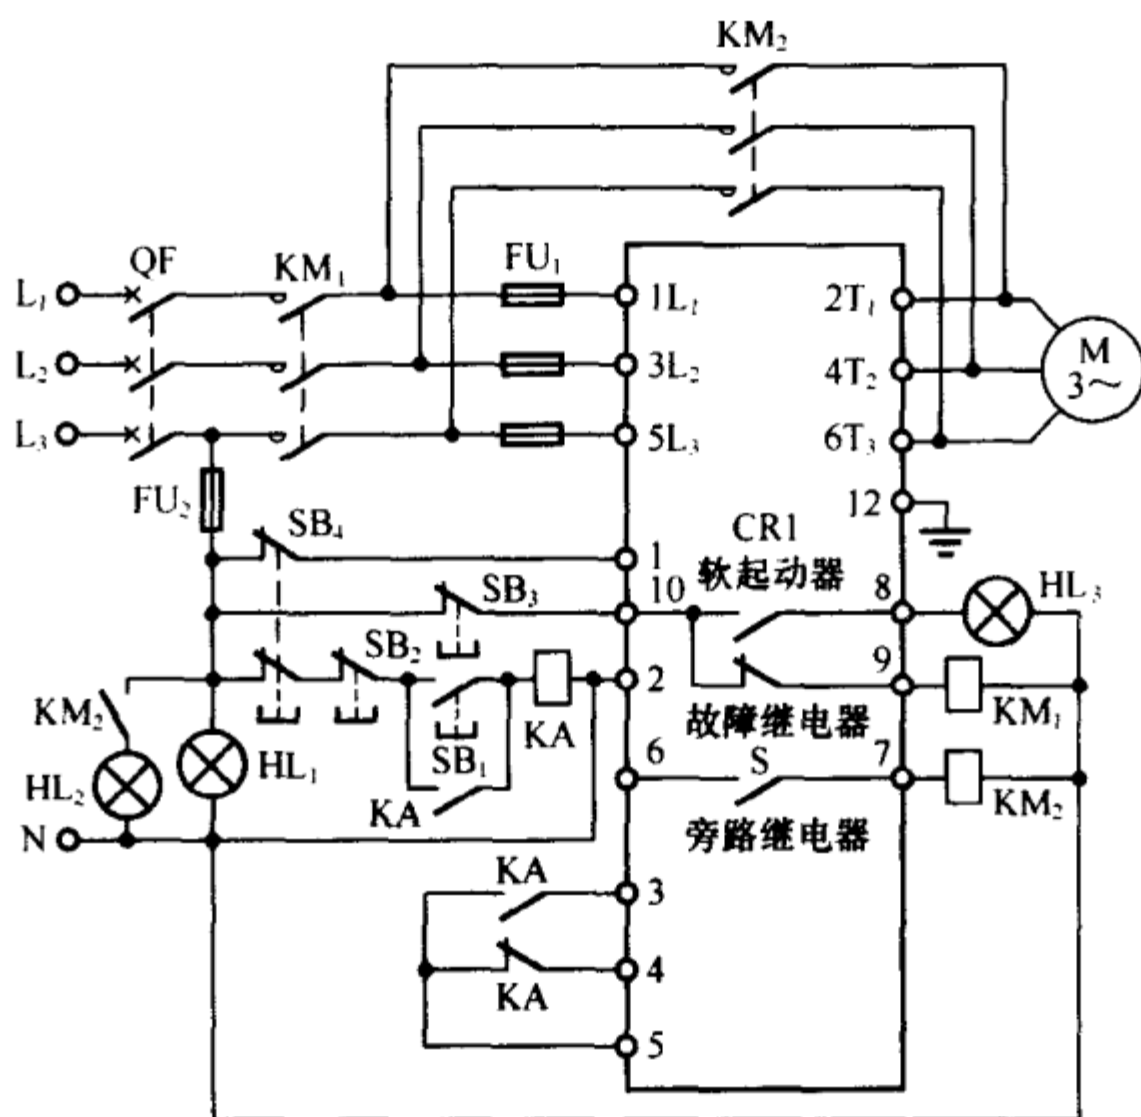 KM₂
QF KM₁ FU₁
L₁ 1L₁ 2T₁
L₂ 3L₂ 4T₂ M 3～
L₃ 5L₃ 6T₃
FU₂ 12
SB₄ 1 CR1
软起动器
SB₃ 10 8 HL₃
SB₂ 2 9
KM₂ KA 故障继电器 KM₁
HL₂ HL₁ SB₁ 6 S 7
KA KM₂
N 旁路继电器
KA 3
KA 4
5